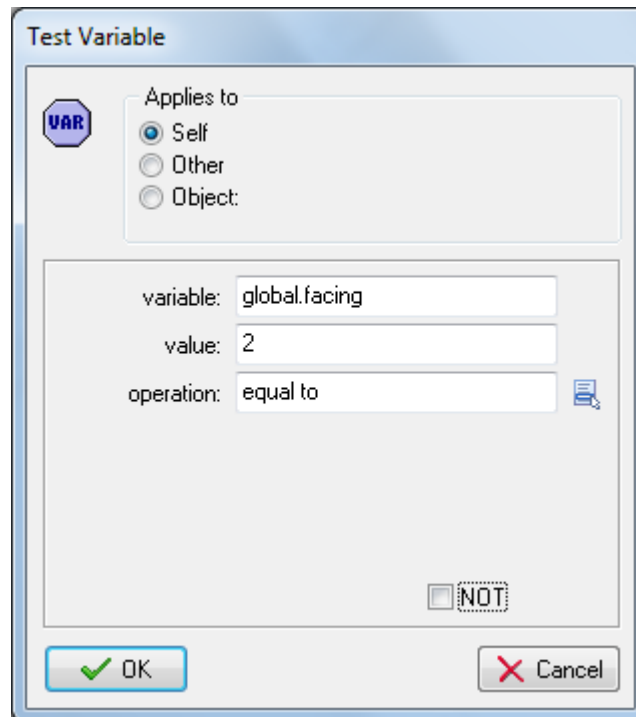 Test Variable
VAR
Applies to
Self
Other
Object:
variable: global.facing
value: 2
operation: equal to
NOT
OK
Cancel